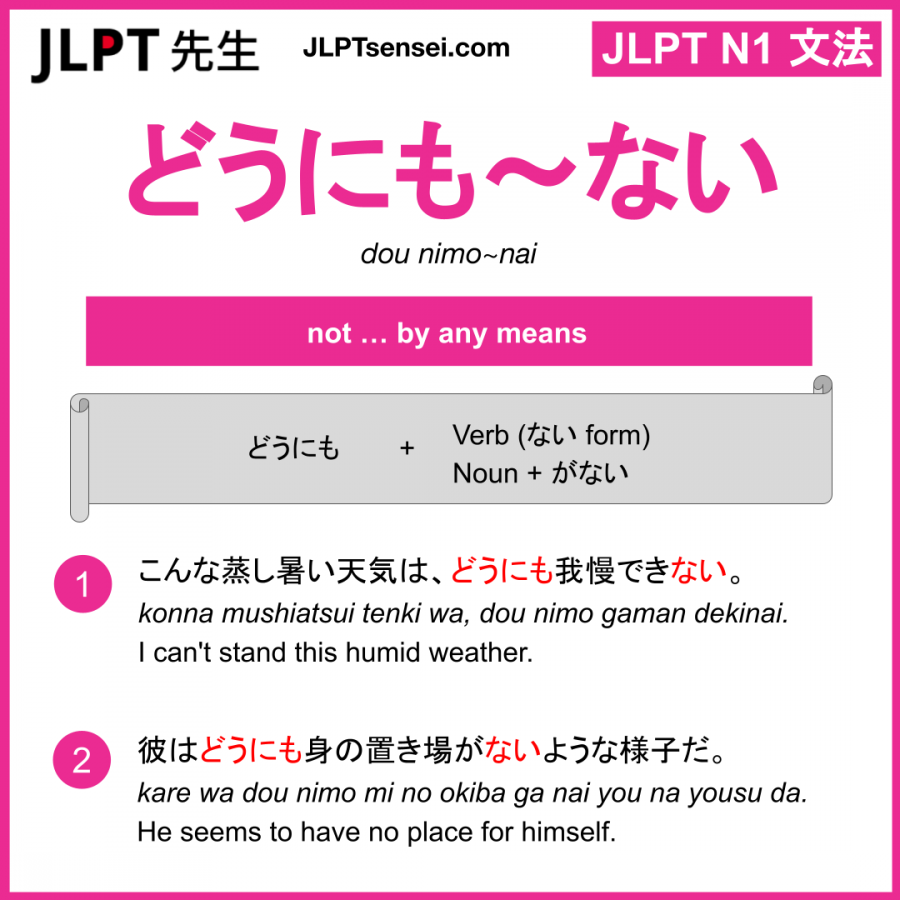 JLPT 先生
JLPTsensei.com
JLPT N1 文法
どうにも～ない
dou nimo~nai
not … by any means
どうにも + Verb (ない form)
Noun + がない
1 こんな蒸し暑い天気は、どうにも我慢できない。
konna mushiatsui tenki wa, dou nimo gaman dekinai.
I can't stand this humid weather.
2 彼はどうにも身の置き場がないような様子だ。
kare wa dou nimo mi no okiba ga nai you na yousu da.
He seems to have no place for himself.